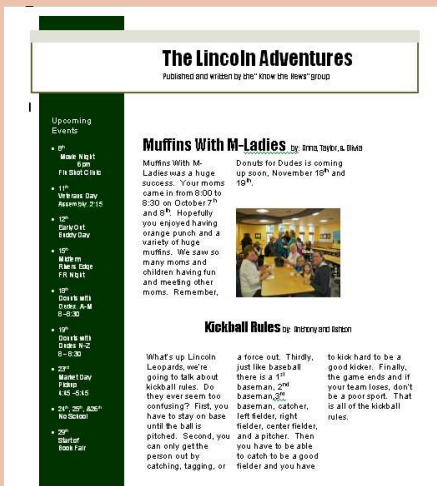 The Lincoln Adventures
Published and written by the "Know the News" group
Upcoming
Events
• 8th
Movie Night
6pm
Flu Shot Clinic
• 11th
Veterans Day
Assembly 2:15
• 12th
Early Out
Buddy Day
• 15th
Midterm
Rivers Edge
FR Night
• 18th
Donuts with
Dudes A-M
8-8:30
• 19th
Donuts with
Dudes N-Z
8-8:30
• 23rd
Market Day
Pickup
4:45-5:45
• 24th, 25th, &26th
No School
• 29th
Start of
Book Fair
Muffins With M-Ladies by: Anna, Taylor, & Olivia
Muffins With M-
Ladies was a huge
success. Your moms
came in from 8:00 to
8:30 on October 7th
and 8th. Hopefully
you enjoyed having
orange punch and a
variety of huge
muffins. We saw so
many moms and
children having fun
and meeting other
moms. Remember,
Donuts for Dudes is coming
up soon, November 18th and
19th.
Kickball Rules by: Anthony and Ashton
What's up Lincoln
Leopards, we're
going to talk about
kickball rules. Do
they ever seem too
confusing? First, you
have to stay on base
until the ball is
pitched. Second, you
can only get the
person out by
catching, tagging, or
a force out. Thirdly,
just like baseball
there is a 1st
baseman, 2nd
baseman,3rd
baseman, catcher,
left fielder, right
fielder, center fielder,
and a pitcher. Then
you have to be able
to catch to be a good
fielder and you have
to kick hard to be a
good kicker. Finally,
the game ends and if
your team loses, don't
be a poor sport. That
is all of the kickball
rules.